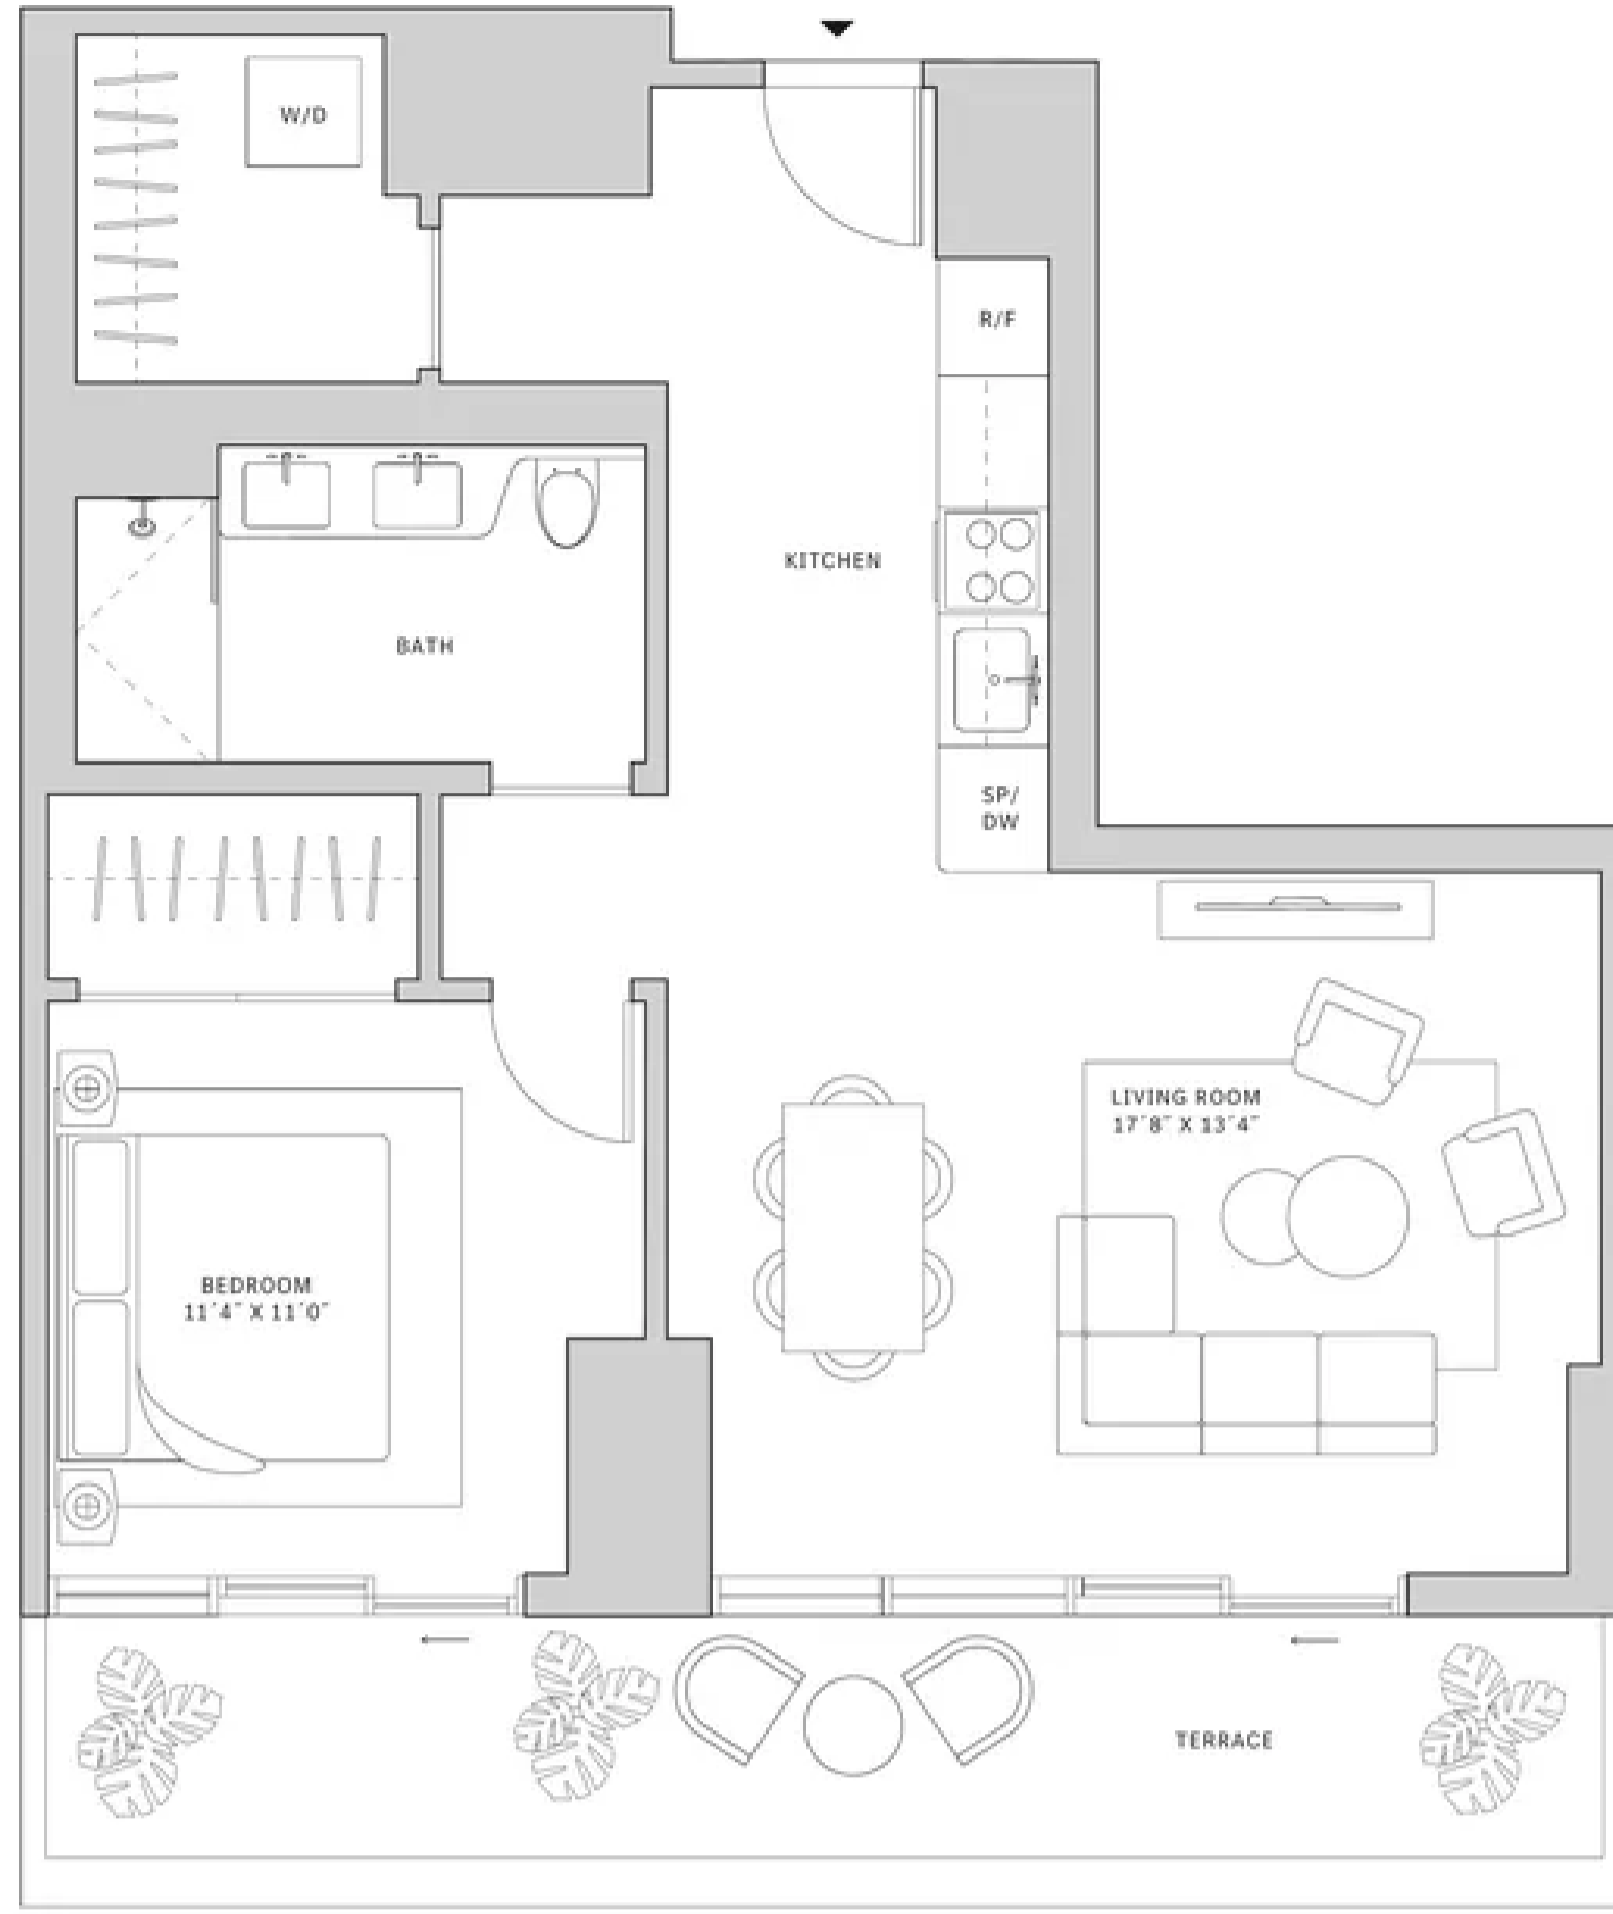 W/D
R/F
KITCHEN
BATH
SP/
DW
LIVING ROOM
17´8˝ X 13´4˝
BEDROOM
11´4˝ X 11´0˝
TERRACE